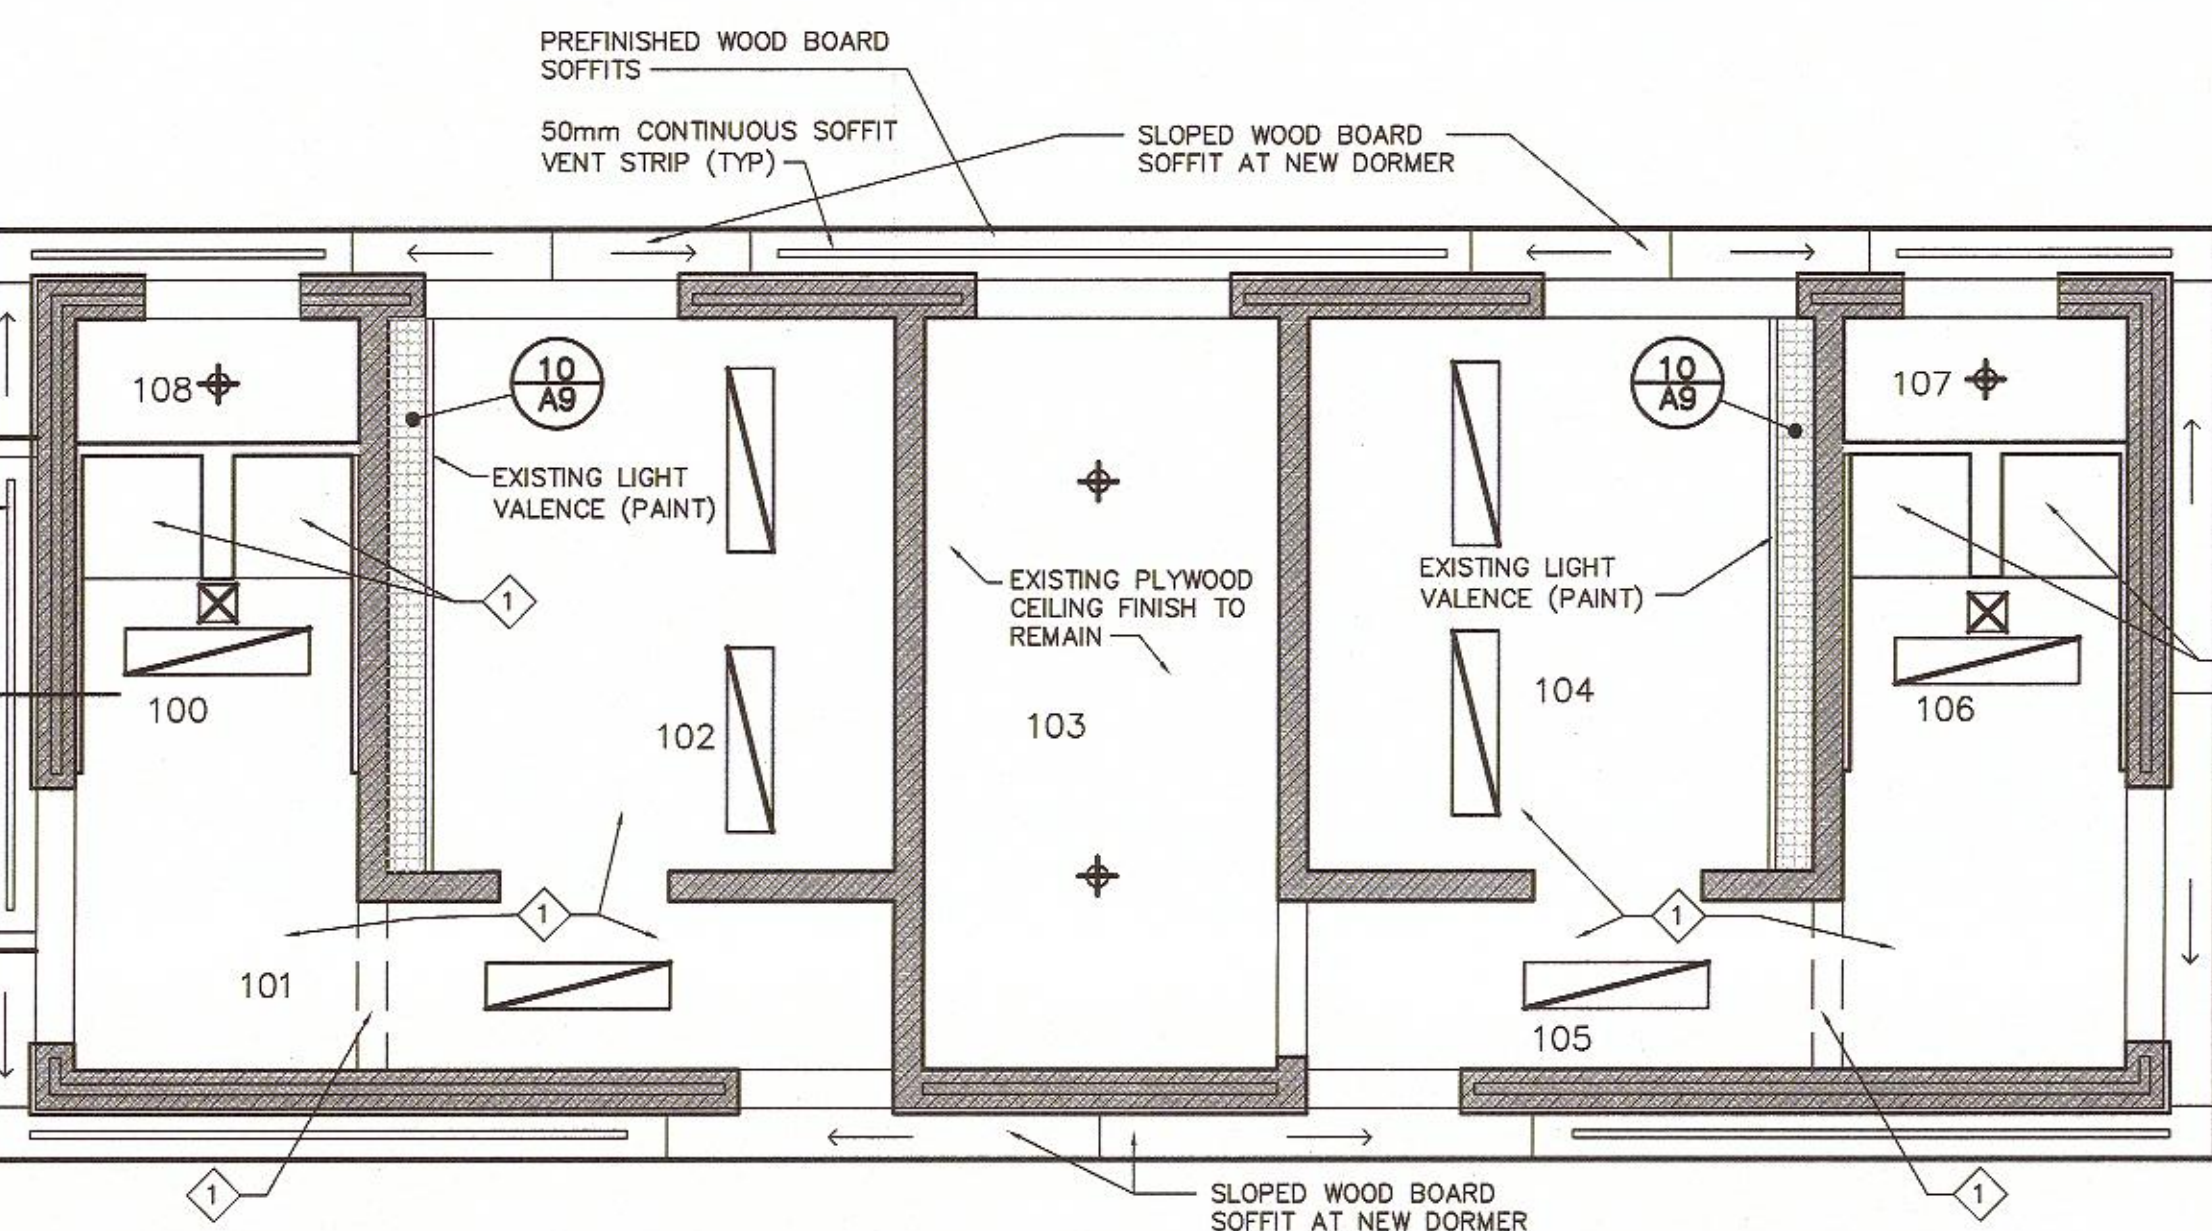 PREFINISHED WOOD BOARD
SOFFITS
50mm CONTINUOUS SOFFIT
VENT STRIP (TYP)
SLOPED WOOD BOARD
SOFFIT AT NEW DORMER
108
10
A9
10
A9
107
EXISTING LIGHT
VALENCE (PAINT)
EXISTING PLYWOOD
CEILING FINISH TO
REMAIN
EXISTING LIGHT
VALENCE (PAINT)
1
100
102
103
104
106
1
1
101
105
1
1
SLOPED WOOD BOARD
SOFFIT AT NEW DORMER